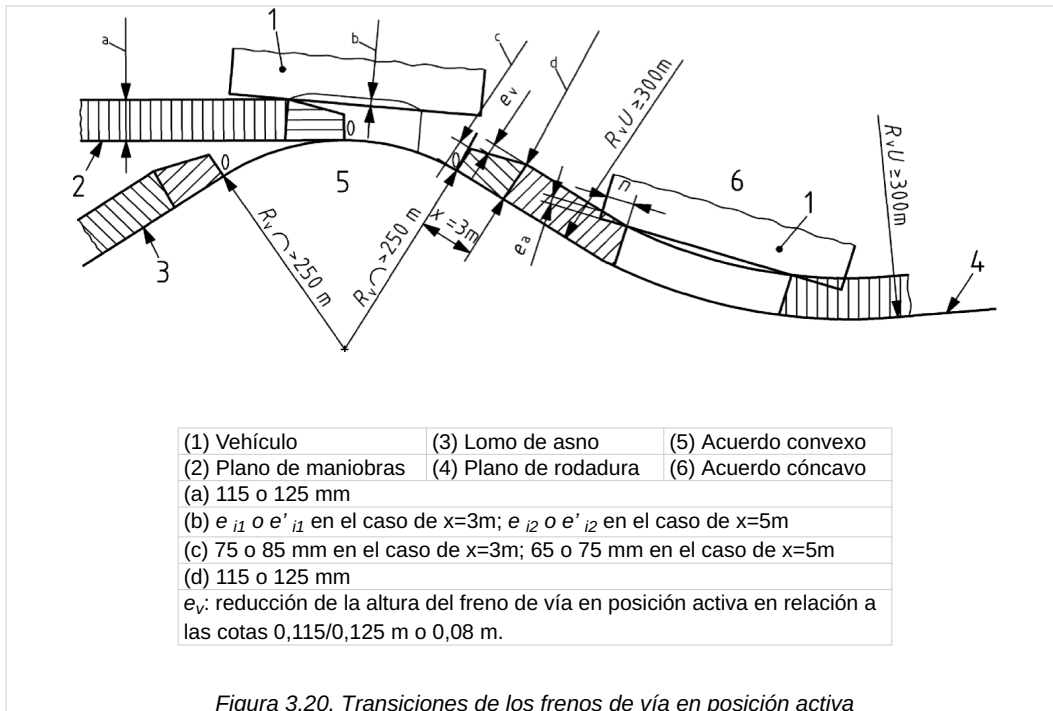 1
a
b
c
d
e v
R v U ≥300m
n
6
1
R v U ≥300m
2
0
0
0
5
3
R v ⌒ >250 m
R v ⌒ >250 m
x =3m
e a
4
(1) Vehículo (3) Lomo de asno (5) Acuerdo convexo
(2) Plano de maniobras (4) Plano de rodadura (6) Acuerdo cóncavo
(a) 115 o 125 mm
(b) e i1 o e’ i1 en el caso de x=3m; e i2 o e’ i2 en el caso de x=5m
(c) 75 o 85 mm en el caso de x=3m; 65 o 75 mm en el caso de x=5m
(d) 115 o 125 mm
eV: reducción de la altura del freno de vía en posición activa en relación a
las cotas 0,115/0,125 m o 0,08 m.
Figura 3.20. Transiciones de los frenos de vía en posición activa